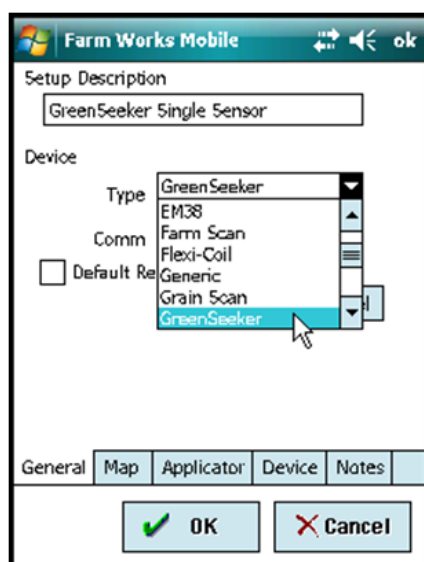 Farm Works Mobile ok
Setup Description
GreenSeeker Single Sensor
Device
Type GreenSeeker
EM38
Comm Farm Scan
Flexi-Coil
Default Re Generic
Grain Scan
GreenSeeker
General Map Applicator Device Notes
OK Cancel